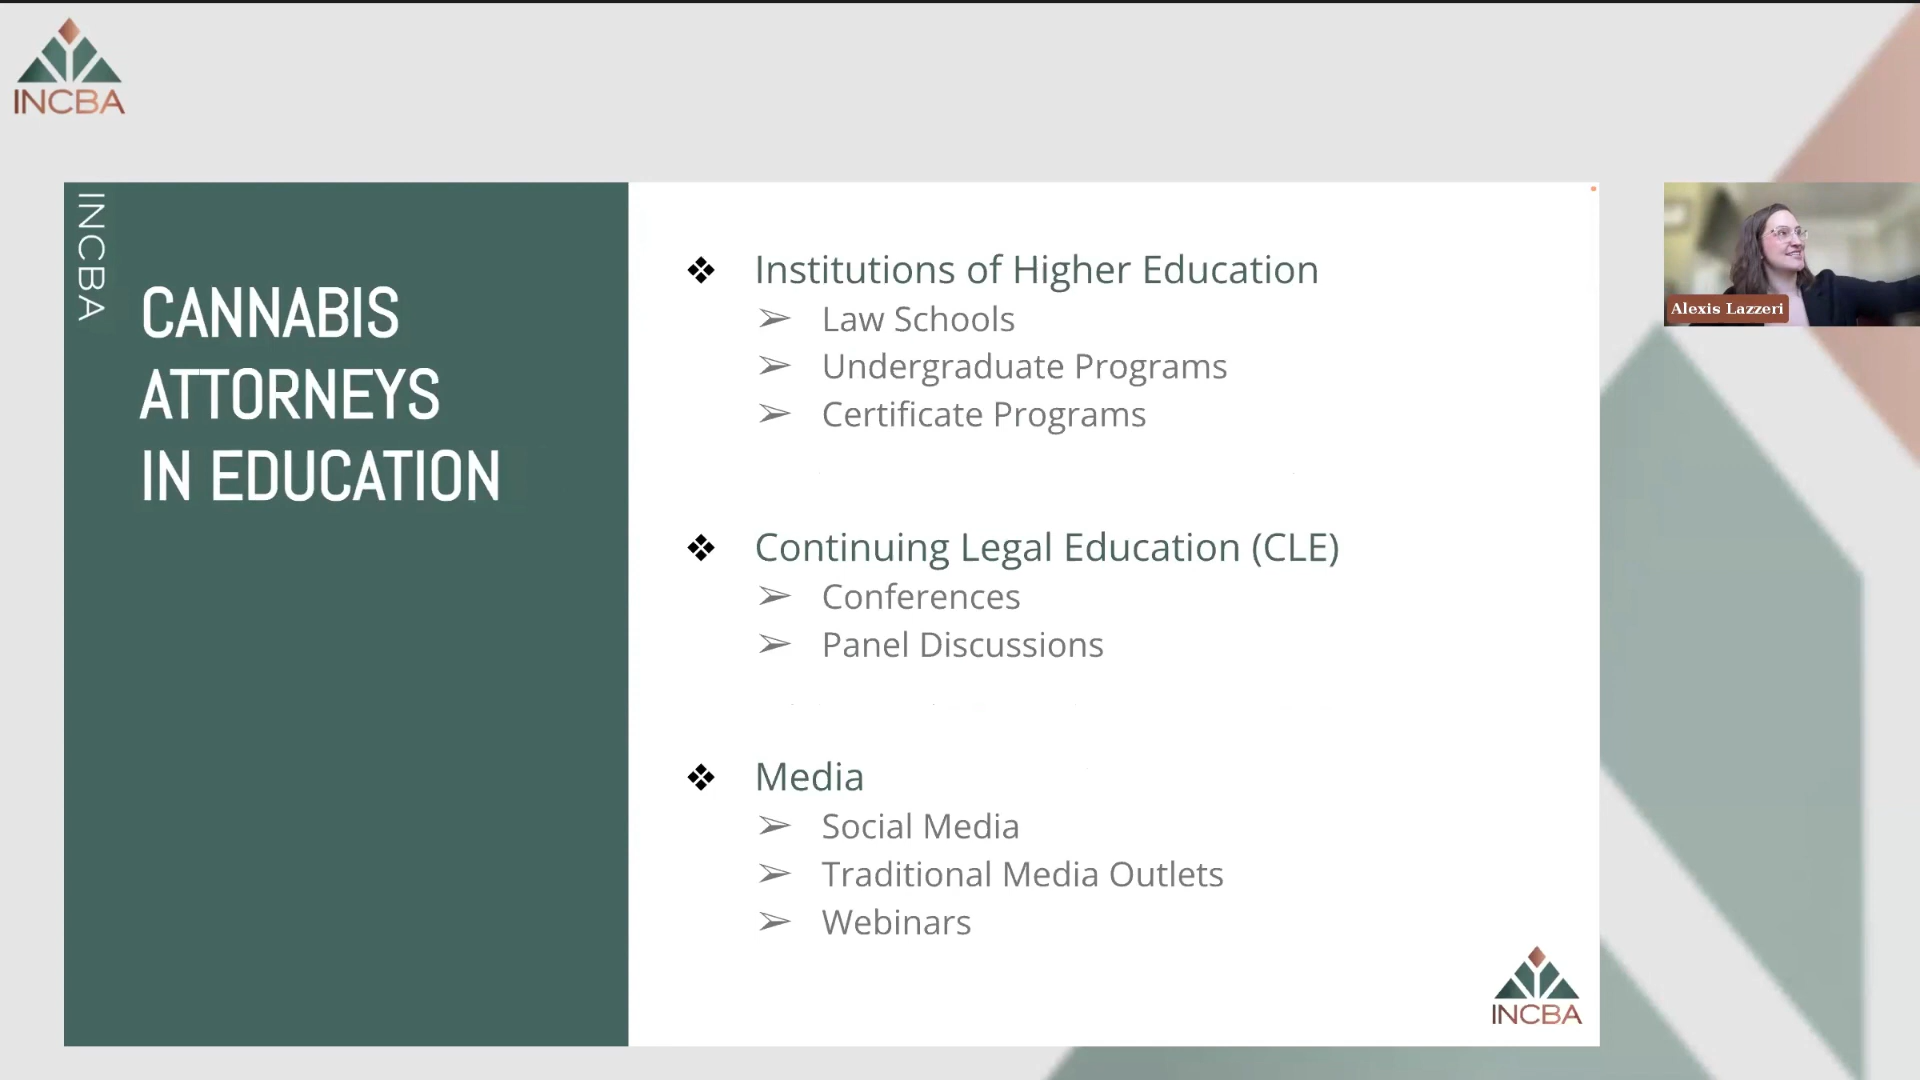 INCBA
INCBA
CANNABIS
ATTORNEYS
IN EDUCATION
❖ Institutions of Higher Education
➢ Law Schools
➢ Undergraduate Programs
➢ Certificate Programs
❖ Continuing Legal Education (CLE)
➢ Conferences
➢ Panel Discussions
❖ Media
➢ Social Media
➢ Traditional Media Outlets
➢ Webinars
INCBA
Alexis Lazzeri